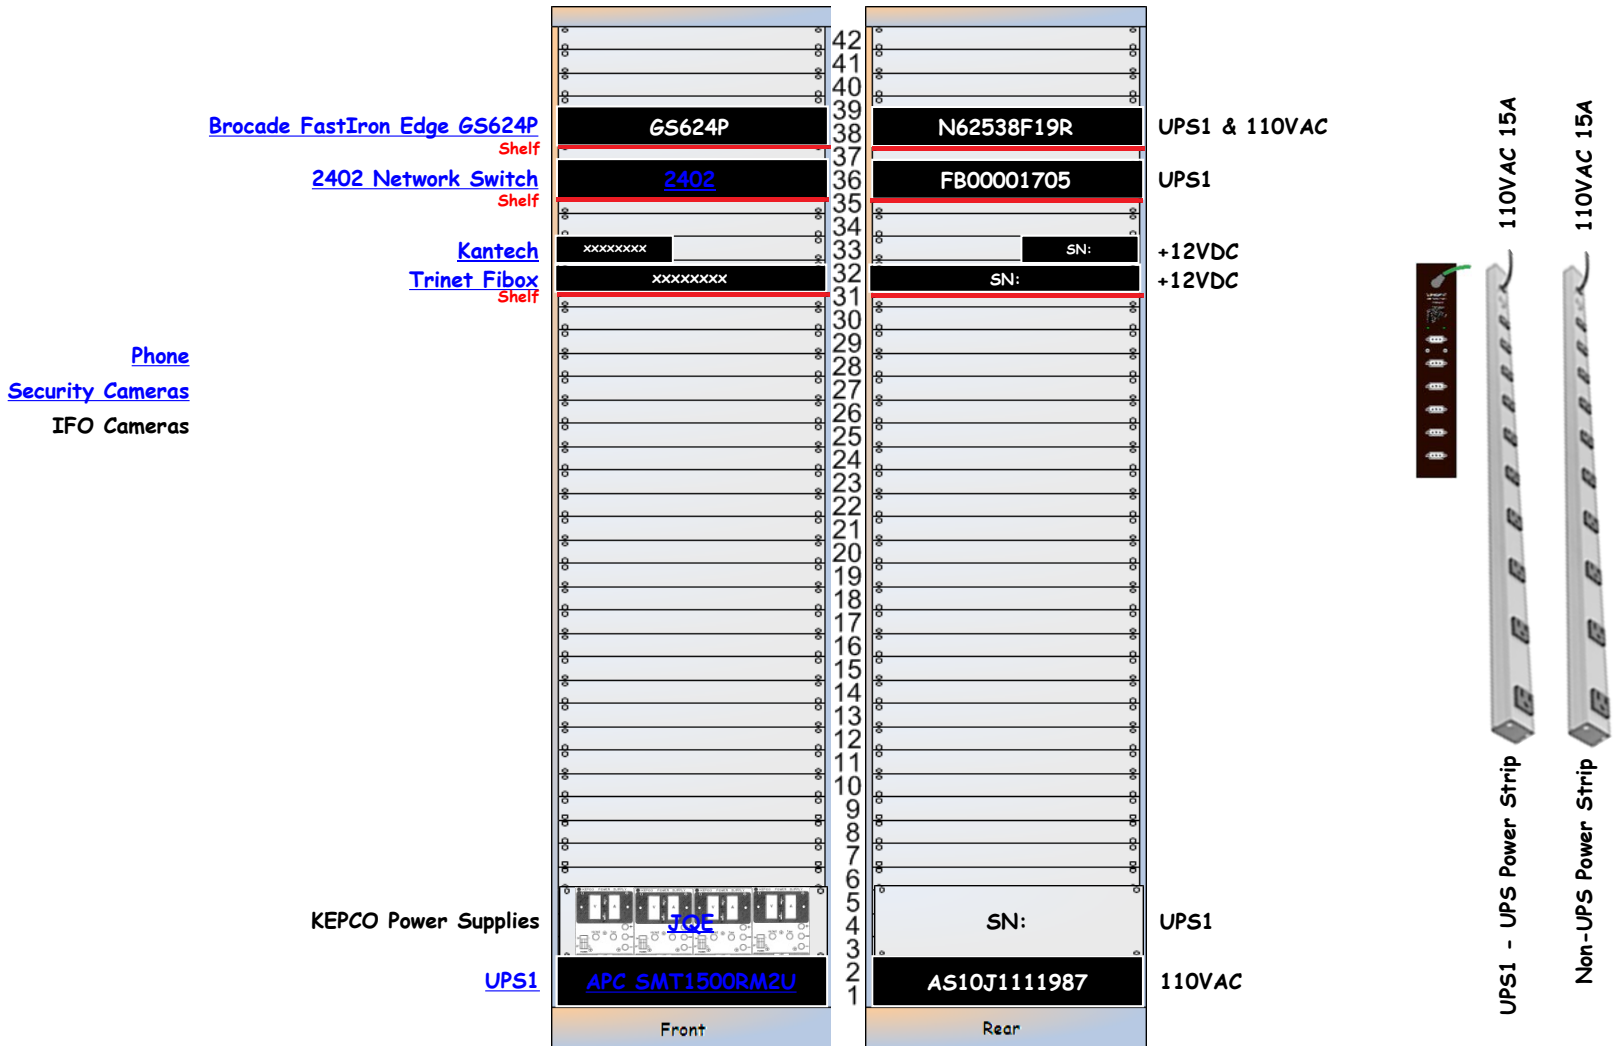 42
41
40
39
38
37
36
35
34
33
32
31
30
29
28
27
26
25
24
23
22
21
20
19
18
17
16
15
14
13
12
11
10
9
8
7
6
5
4
3
2
1
Brocade FastIron Edge GS624P
GS624P
N62538F19R
UPS1 & 110VAC
Shelf
2402 Network Switch
2402
FB00001705
UPS1
Shelf
Kantech
xxxxxxxx
SN:
+12VDC
Trinet Fibox
xxxxxxxx
SN:
+12VDC
Shelf
Phone
Security Cameras
IFO Cameras
KEPCO Power Supplies
JQE
SN:
UPS1
UPS1
APC SMT1500RM2U
AS10J1111987
110VAC
Front
Rear
110VAC 15A
110VAC 15A
UPS1 - UPS Power Strip
Non-UPS Power Strip